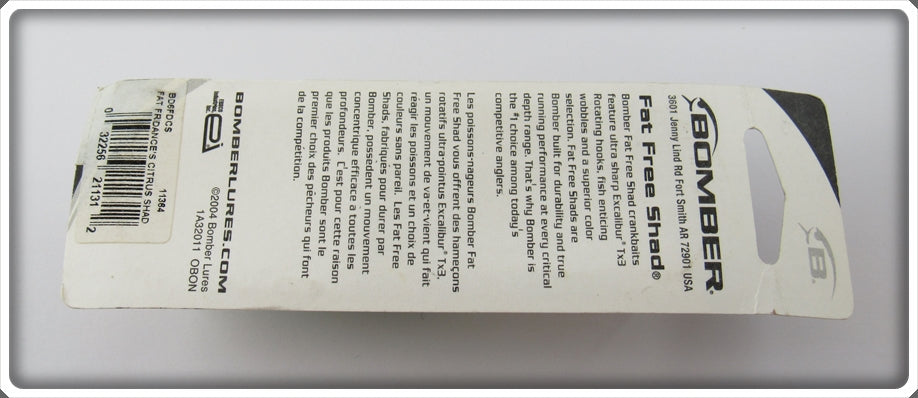 B.
BOMBER®
3601 Jenny Lind Rd Fort Smith AR 72901 USA
Fat Free Shad®
Bomber Fat Free Shad crankbaits
feature ultra sharp Excalibur® Tx3
Rotating hooks, fish enticing
wobbles and a superior color
selection. Fat Free Shads are
Bomber built for durability and true
running performance at every critical
depth range. That's why Bomber is
the #1 choice among today's
competitive anglers.
Les poissons-nageurs Bomber Fat
Free Shad vous offrent des hameçons
rotatifs ultra-pointus Excalibur® Tx3,
un mouvement de va-et-vient qui fait
réagir les poissons et un choix de
couleurs sans pareil. Les Fat Free
Shads, fabriqués pour durer par
Bomber, possèdent un mouvement
concentrique efficace à toutes les
profondeurs. C'est pour cette raison
que les produits Bomber sont le
premier choix des pêcheurs qui font
de la compétition.
BOMBERLURES.COM
EBSCO
Industries, Inc.
©2004 Bomber Lures
1A32011 OBON
BD6FDCS 11364
FAT FRIDANCE'S CITRUS SHAD
0 32256 21131 2